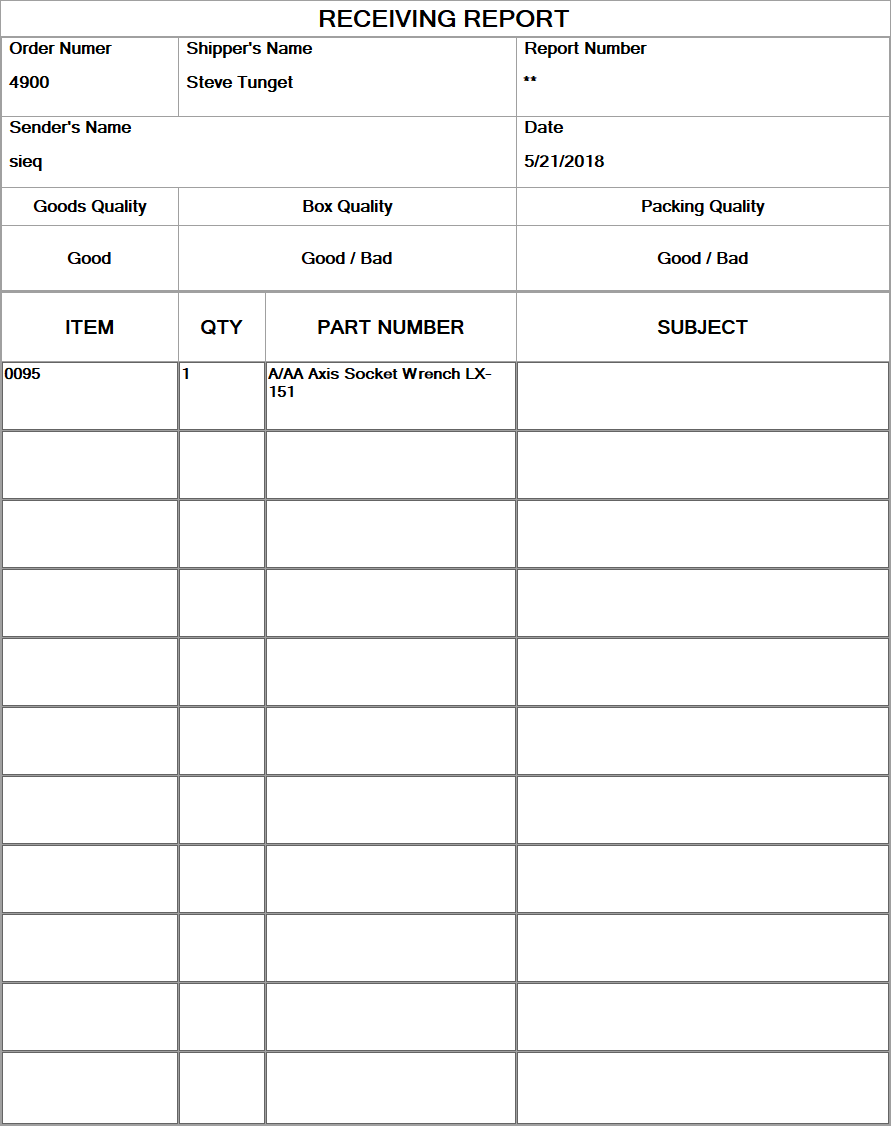 RECEIVING REPORT
Order Numer Shipper's Name Report Number
4900 Steve Tunget **
Sender's Name Date
sieq 5/21/2018
Goods Quality Box Quality Packing Quality
Good Good / Bad Good / Bad
ITEM QTY PART NUMBER SUBJECT
0095 1 A/AA Axis Socket Wrench LX-
151